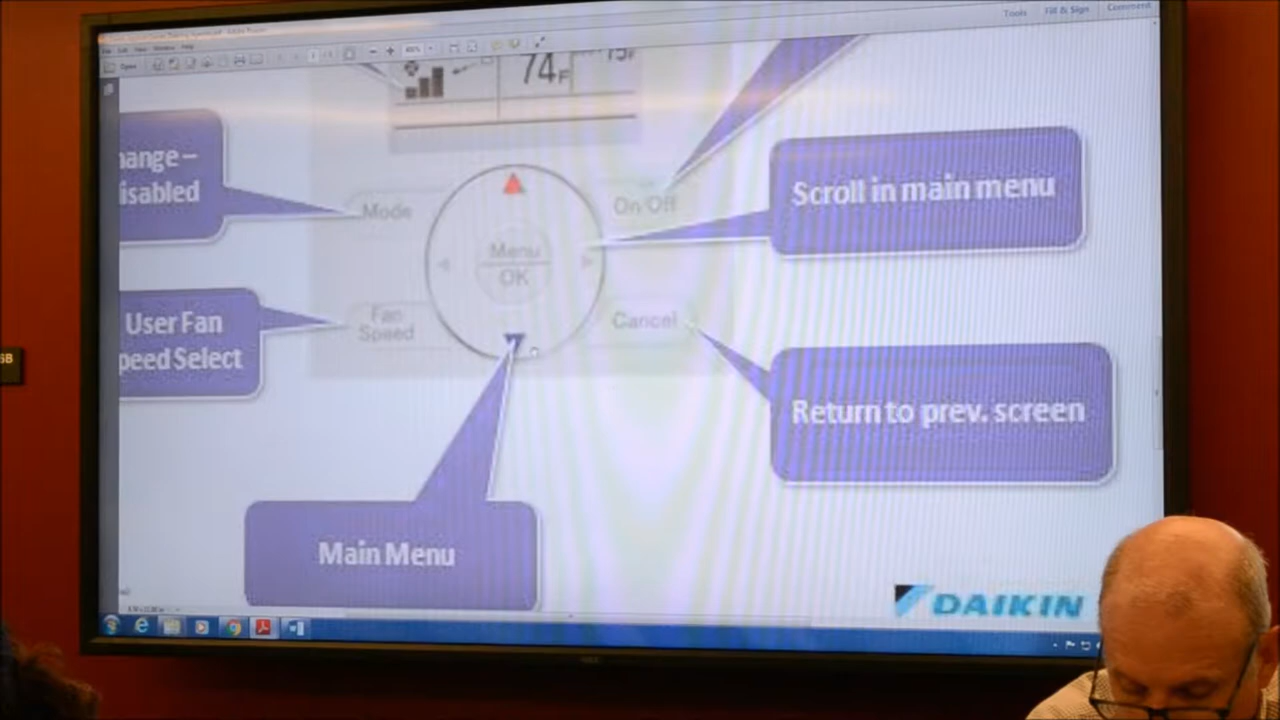 Tools
Fill & Sign
Comment
Open
74F
hange –
isabled
Mode
On/Off
Scroll in main menu
Menu
OK
User Fan
peed Select
Fan
Speed
Cancel
Return to prev. screen
Main Menu
DAIKIN